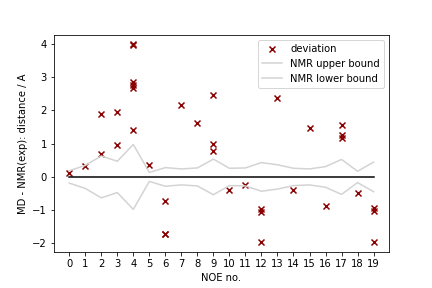 deviation
NMR upper bound
NMR lower bound
MD - NMR(exp): distance / A
4
3
2
1
0
−1
−2
0 1 2 3 4 5 6 7 8 9 10 11 12 13 14 15 16 17 18 19
NOE no.